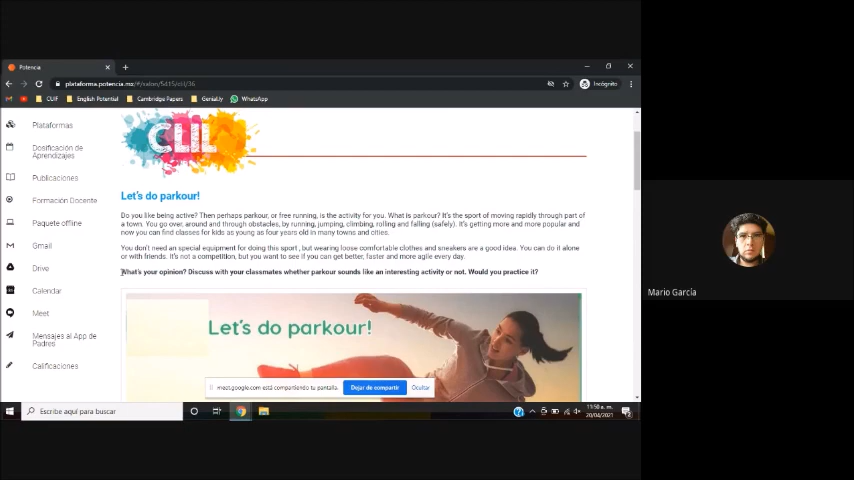 Potencia
plataforma.potencia.mx/#/salon/5d15/clil/36
Incógnito
CLIF
English Potential
Cambridge Papers
Genial.ly
WhatsApp
Plataformas
Dosificación de
Aprendizajes
Publicaciones
Formación Docente
Paquete offline
Gmail
Drive
Calendar
Meet
Mensajes al App de
Padres
Calificaciones
CLIL
Let's do parkour!
Do you like being active? Then perhaps parkour, or free running, is the activity for you. What is parkour? It's the sport of moving rapidly through part of
a town. You go over, around and through obstacles, by running, jumping, climbing, rolling and falling (safely). It's getting more and more popular and
now you can find classes for kids as young as four years old in many towns and cities.
You don't need an special equipment for doing this sport , but wearing loose comfortable clothes and sneakers are a good idea. You can do it alone
or with friends. It's not a competition, but you want to see if you can get better, faster and more agile every day.
What's your opinion? Discuss with your classmates whether parkour sounds like an interesting activity or not. Would you practice it?
Let's do parkour!
meet.google.com está compartiendo tu pantalla.
Dejar de compartir
Ocultar
Escribe aquí para buscar
11:50 a. m.
20/04/2021
Mario García